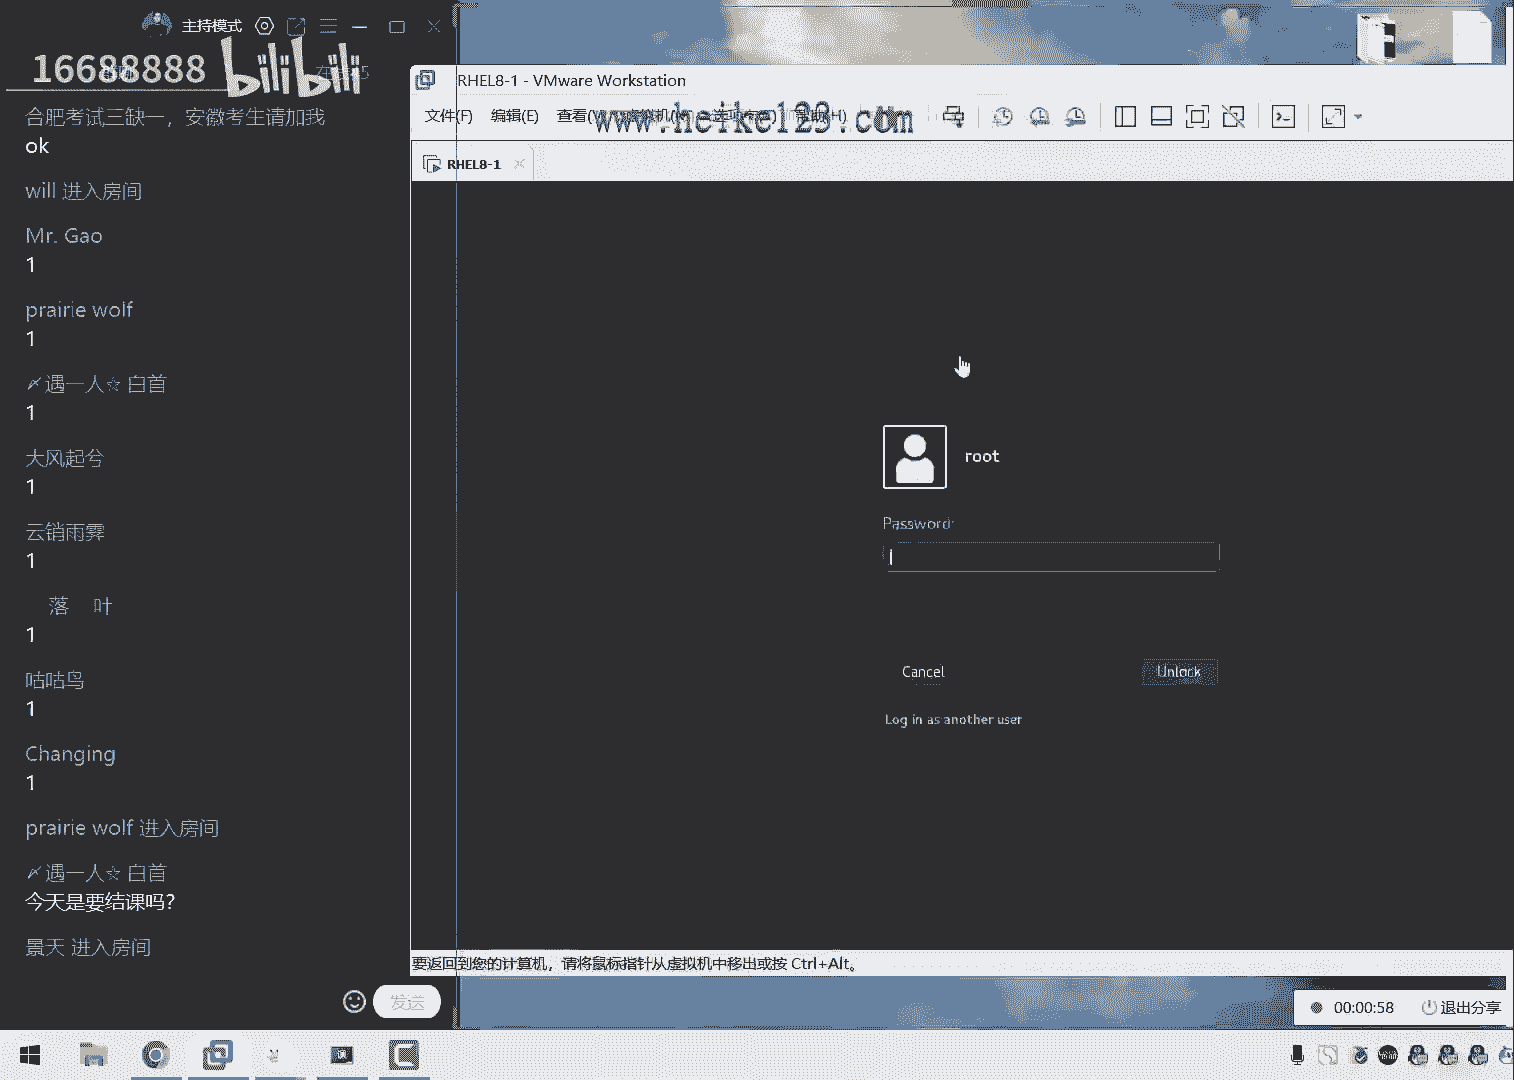 主持模式
16688888
bilibili
合肥考试三缺一，安徽考生请加我
ok
will 进入房间
Mr. Gao
1
prairie wolf
1
〆遇一人☆ 白首
1
大风起兮
1
云销雨霁
1
落 叶
1
咕咕鸟
1
Changing
1
prairie wolf 进入房间
〆遇一人☆ 白首
今天是要结课吗?
景天 进入房间
发送
RHEL8-1 - VMware Workstation
文件(F) 编辑(E) 查看(V) 虚拟机(M) 选项卡(T) 帮助(H)
www.heike123.com
RHEL8-1
root
Password:
Cancel
Unlock
Log in as another user
要返回到您的计算机，请将鼠标指针从虚拟机中移出或按 Ctrl+Alt。
00:00:58
退出分享